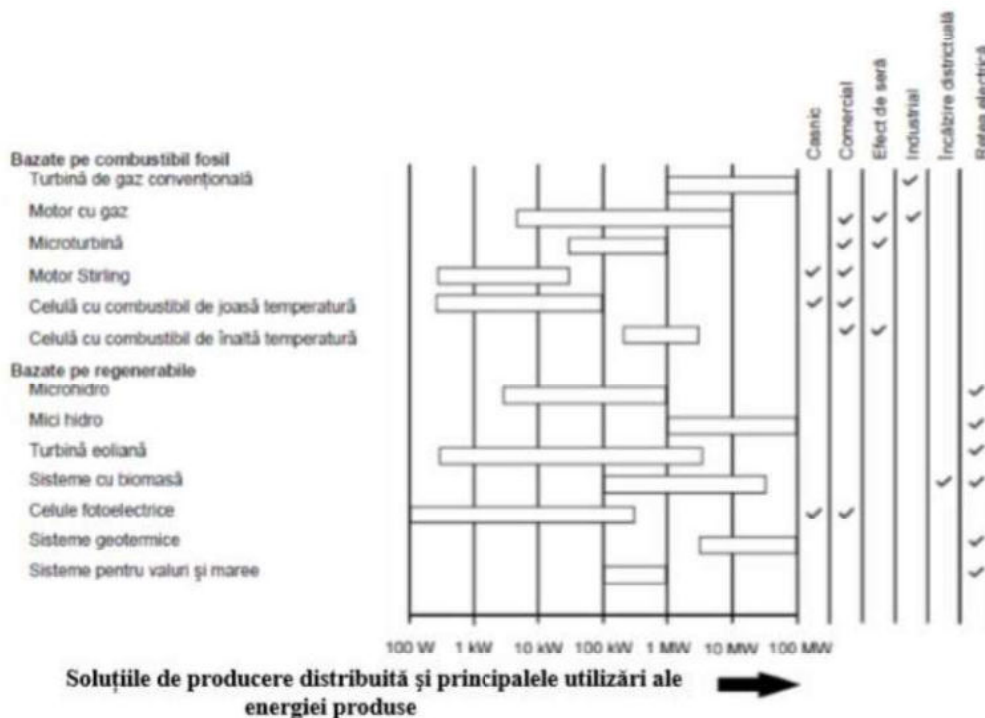 Casnic
Comercial
Efect de seră
Industrial
Încălzire districtuală
Rețea electrică
Bazate pe combustibil fosil
Turbină de gaz convențională
Motor cu gaz
Microturbină
Motor Stirling
Celulă cu combustibil de joasă temperatură
Celulă cu combustibil de înaltă temperatură
Bazate pe regenerabile
Microhidro
Mici hidro
Turbină eoliană
Sisteme cu biomasă
Celule fotoelectrice
Sisteme geotermice
Sisteme pentru valuri și maree
100 W 1 kW 10 kW 100 kW 1 MW 10 MW 100 MW
Soluțiile de producere distribuită și principalele utilizări ale
energiei produse